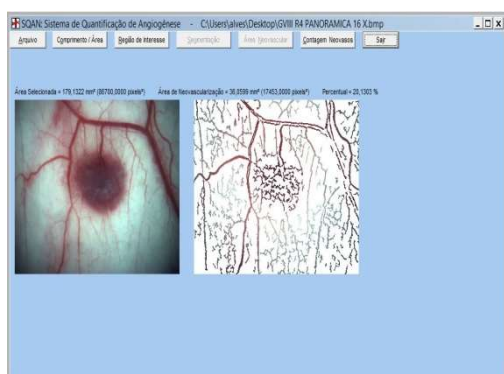 SQAN: Sistema de Quantificação de Angiogênese - C:\Users\alves\Desktop\GVIII R4 PANORAMICA 16 X.bmp
Arquivo Comprimento / Área Região de interesse Segmentação Área Neovascular Contagem Neovasos Sair
Área Selecionada = 179,1322 mm² (86700,0000 pixels²) Área de Neovascularização = 36,0599 mm² (17453,0000 pixels²) Percentual = 20,1303 %